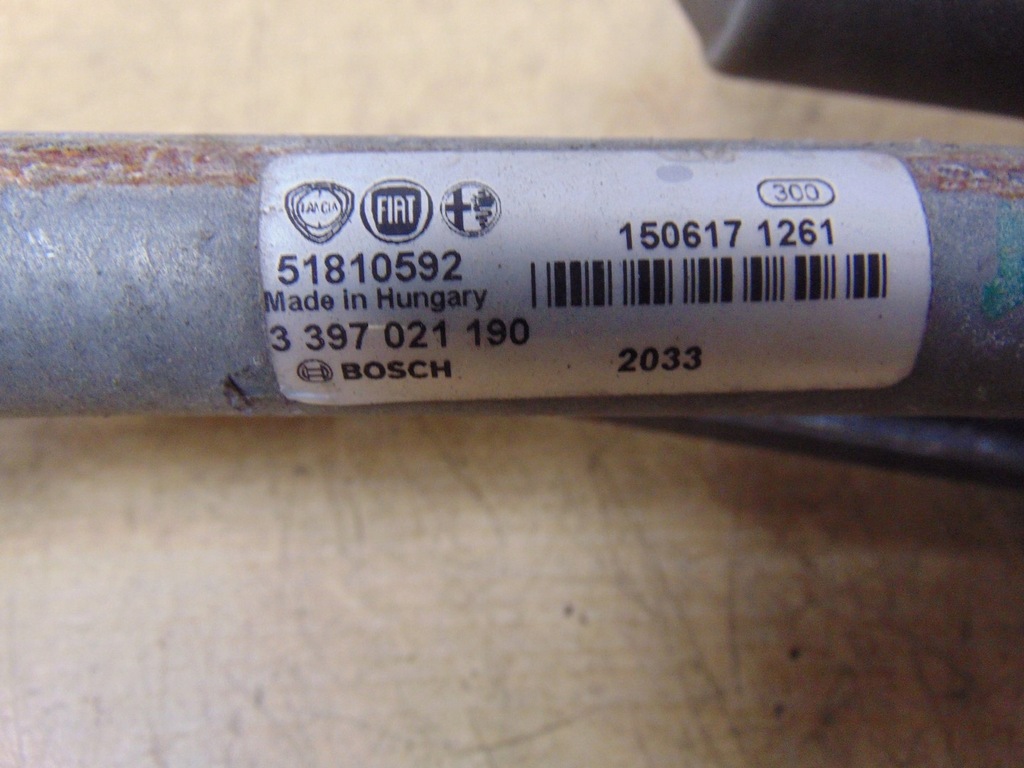 LANCIA FIAT
300
150617 1261
51810592
Made in Hungary
3 397 021 190
BOSCH
2033